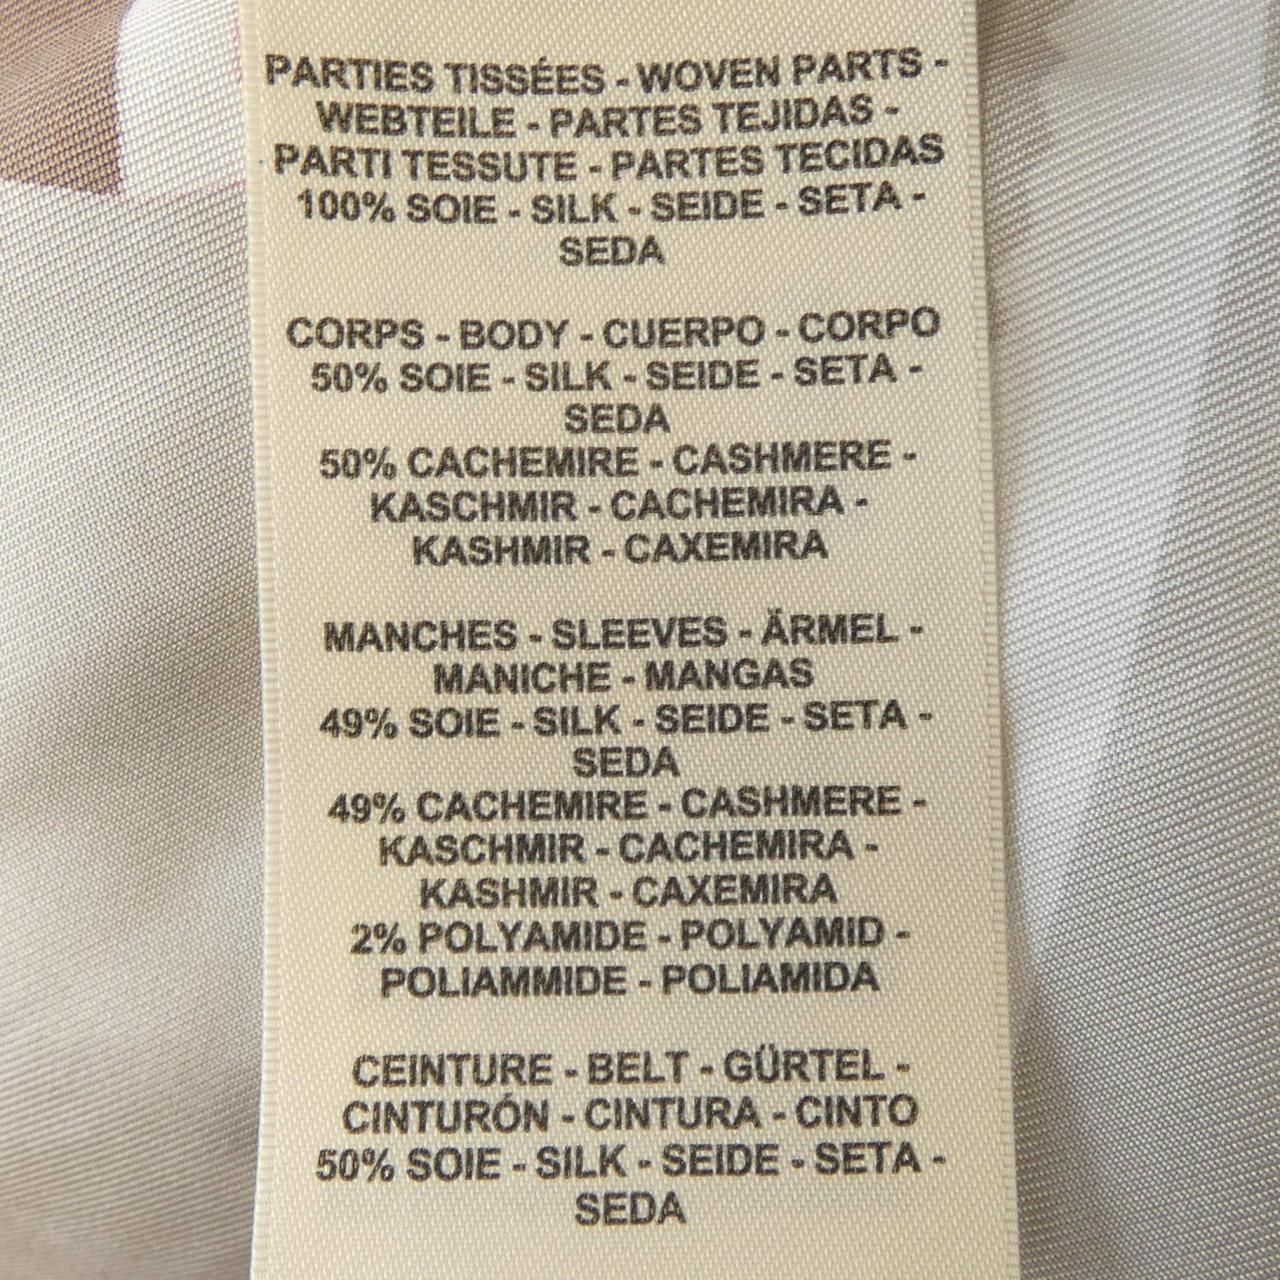 PARTIES TISSÉES - WOVEN PARTS -
WEBTEILE - PARTES TEJIDAS -
PARTI TESSUTE - PARTES TECIDAS
100% SOIE - SILK - SEIDE - SETA -
SEDA
CORPS - BODY - CUERPO - CORPO
50% SOIE - SILK - SEIDE - SETA -
SEDA
50% CACHEMIRE - CASHMERE -
KASCHMIR - CACHEMIRA -
KASHMIR - CAXEMIRA
MANCHES - SLEEVES - ÄRMEL -
MANICHE - MANGAS
49% SOIE - SILK - SEIDE - SETA -
SEDA
49% CACHEMIRE - CASHMERE -
KASCHMIR - CACHEMIRA -
KASHMIR - CAXEMIRA
2% POLYAMIDE - POLYAMID -
POLIAMMIDE - POLIAMIDA
CEINTURE - BELT - GÜRTEL -
CINTURÓN - CINTURA - CINTO
50% SOIE - SILK - SEIDE - SETA -
SEDA